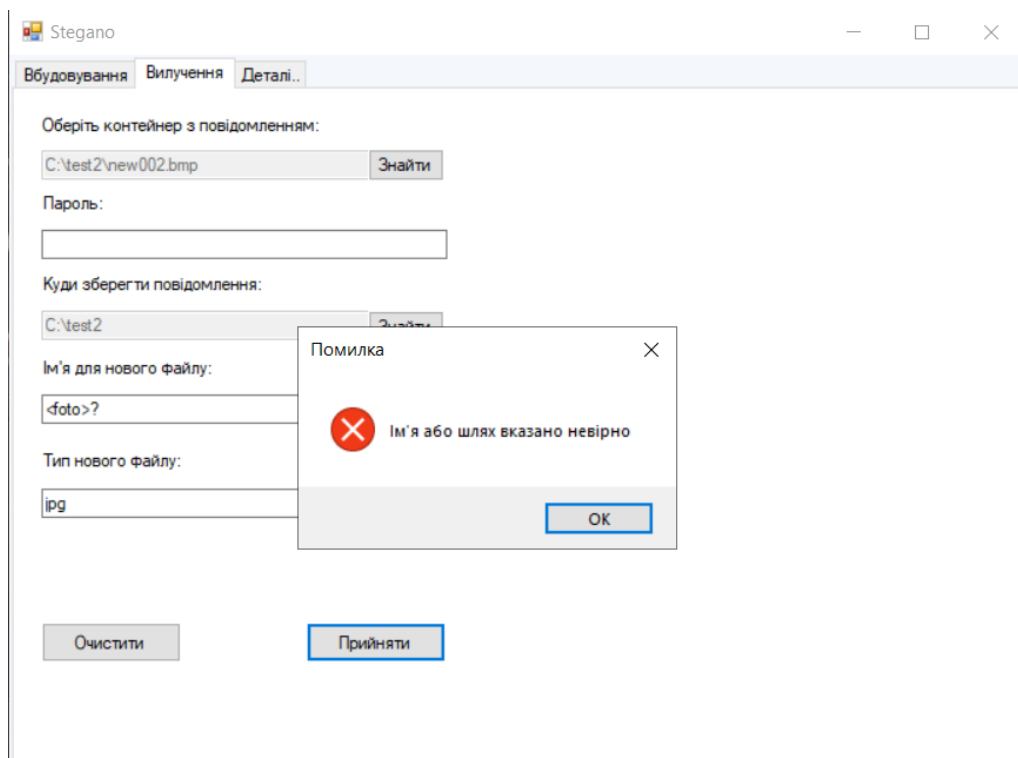 Stegano
Вбудовування Вилучення Деталі..
Оберіть контейнер з повідомленням:
C:\test2\new002.bmp Знайти
Пароль:
Куди зберегти повідомлення:
C:\test2 Знайти
Помилка
Ім'я для нового файлу:
<foto>?
Ім'я або шлях вказано невірно
Тип нового файлу:
jpg
OK
Очистити Прийняти